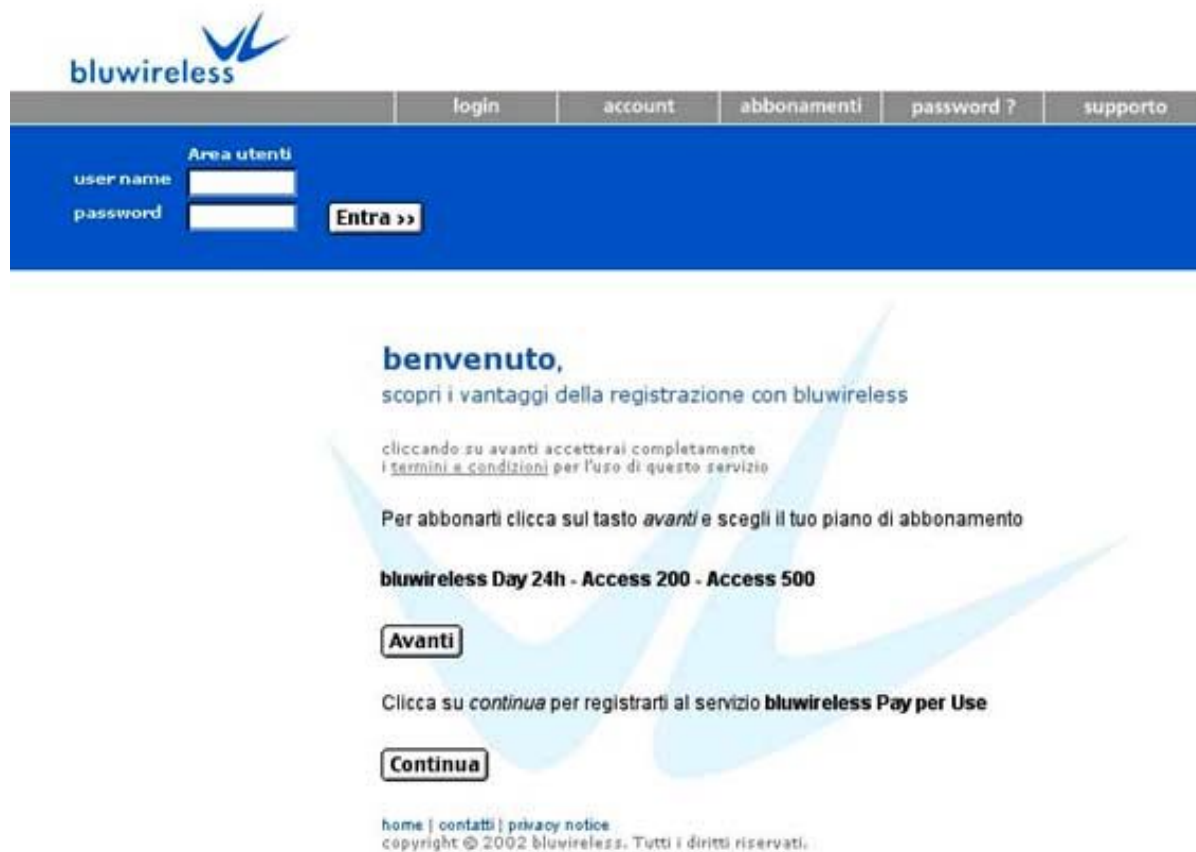 bluwireless
login account abbonamenti password ? supporto
Area utenti
user name
password Entra >>
benvenuto,
scopri i vantaggi della registrazione con bluwireless
cliccando su avanti accetterai completamente
i termini e condizioni per l'uso di questo servizio
Per abbonarti clicca sul tasto avanti e scegli il tuo piano di abbonamento
bluwireless Day 24h - Access 200 - Access 500
Avanti
Clicca su continua per registrarti al servizio bluwireless Pay per Use
Continua
home | contatti | privacy notice
copyright @ 2002 bluwireless. Tutti i diritti riservati.